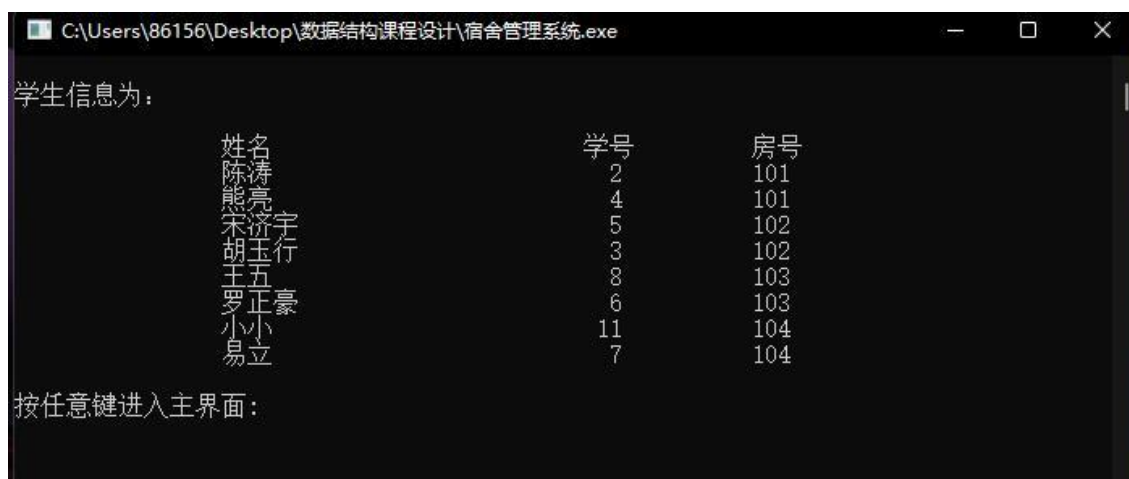 C:\Users\86156\Desktop\数据结构课程设计\宿舍管理系统.exe
学生信息为:
姓名 学号 房号
陈涛 2 101
熊亮 4 101
宋济宇 5 102
胡玉行 3 102
王五 8 103
罗正豪 6 103
小小 11 104
易立 7 104
按任意键进入主界面: